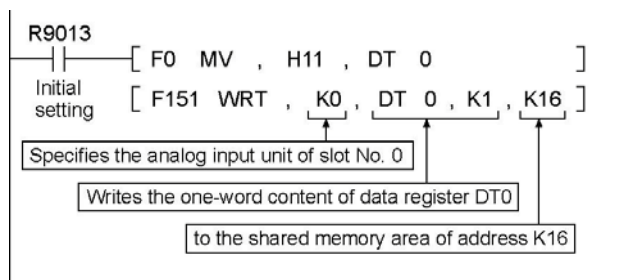 R9013
[ F0 MV , H11 , DT 0 ]
Initial
setting
[ F151 WRT , K0 , DT 0 , K1 , K16 ]
Specifies the analog input unit of slot No. 0
Writes the one-word content of data register DT0
to the shared memory area of address K16